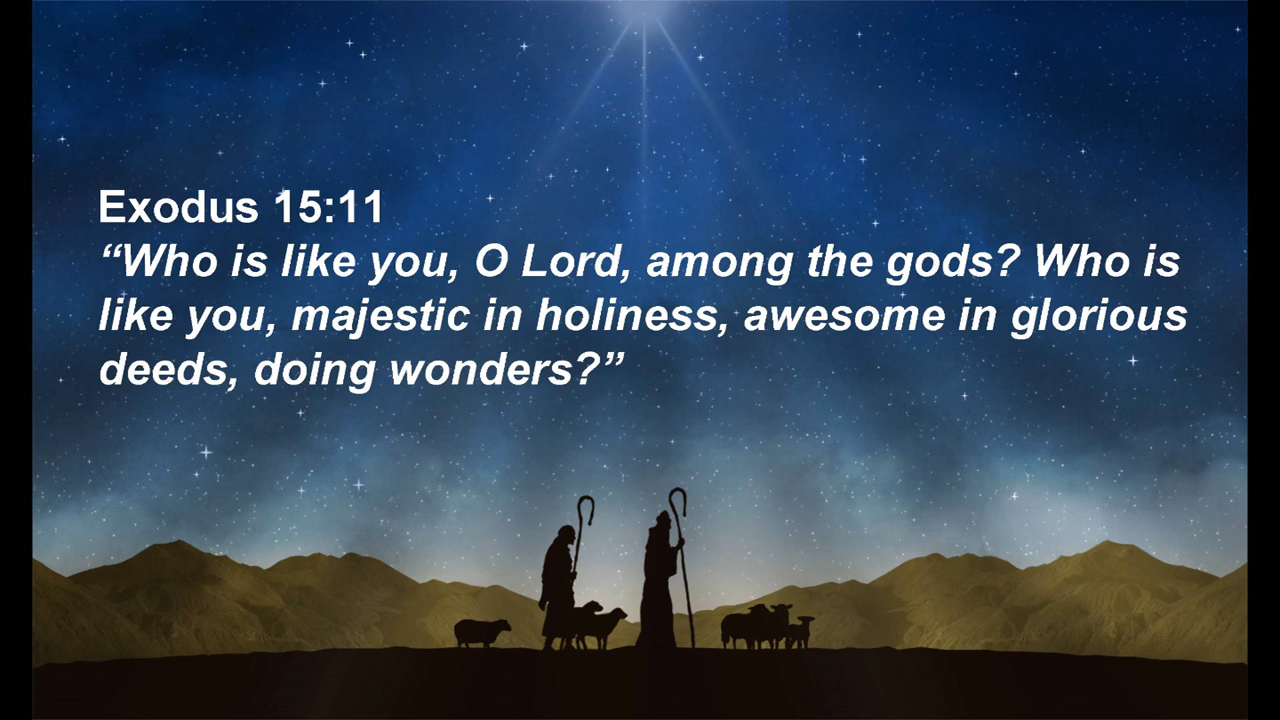 Exodus 15:11
“Who is like you, O Lord, among the gods? Who is
like you, majestic in holiness, awesome in glorious
deeds, doing wonders?”